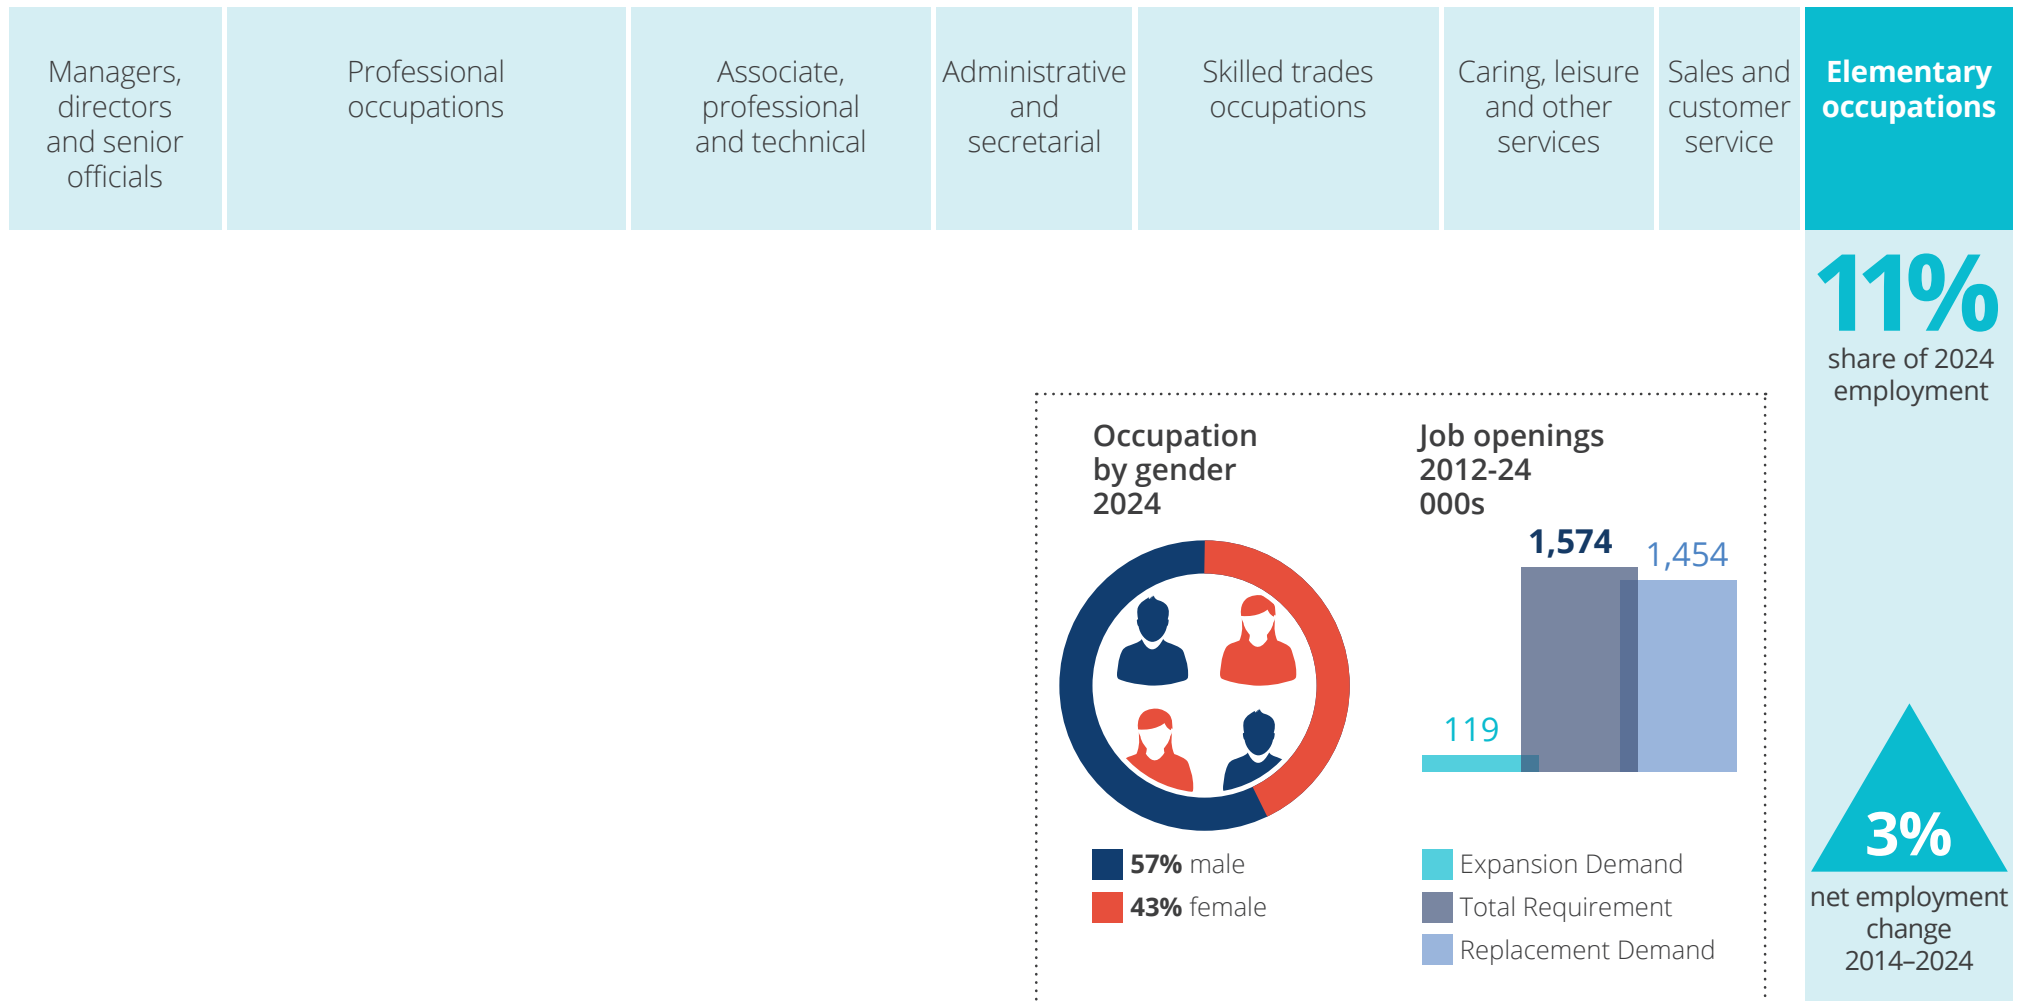 Managers,
directors
and senior
officials
Professional
occupations
Associate,
professional
and technical
Administrative
and
secretarial
Skilled trades
occupations
Caring, leisure
and other
services
Sales and
customer
service
Elementary
occupations
11%
share of 2024
employment
Occupation
by gender
2024
57% male
43% female
Job openings
2012-24
000s
1,574
1,454
119
Expansion Demand
Total Requirement
Replacement Demand
3%
net employment
change
2014–2024